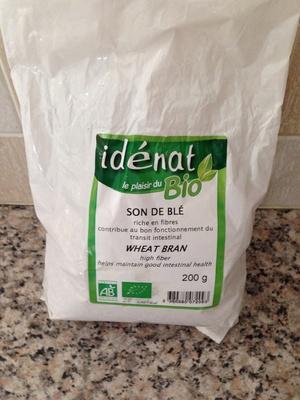 idénat
le plaisir du Bio
SON DE BLÉ
riche en fibres
contribue au bon fonctionnement du
transit intestinal
WHEAT BRAN
high fiber
helps maintain good intestinal health
200 g
AB